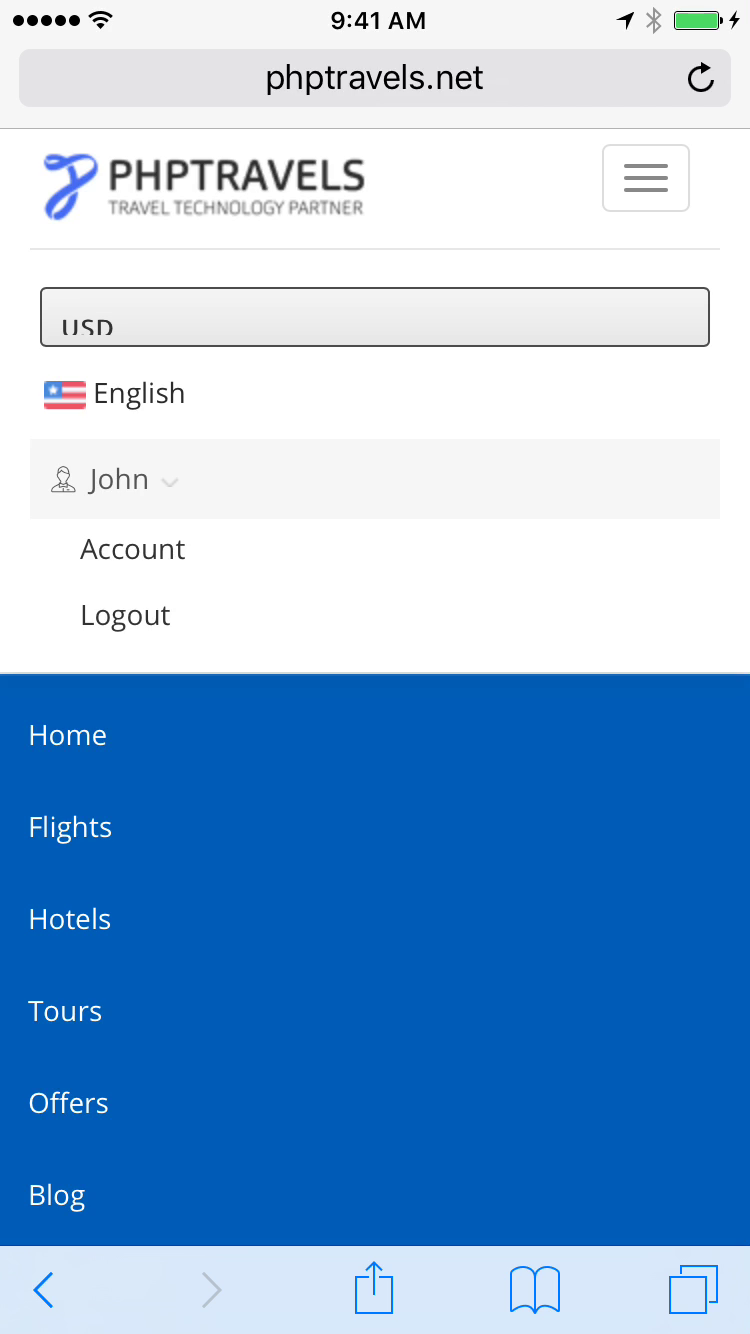 9:41 AM
phptravels.net
PHPTRAVELS
TRAVEL TECHNOLOGY PARTNER
USD
English
John
Account
Logout
Home
Flights
Hotels
Tours
Offers
Blog